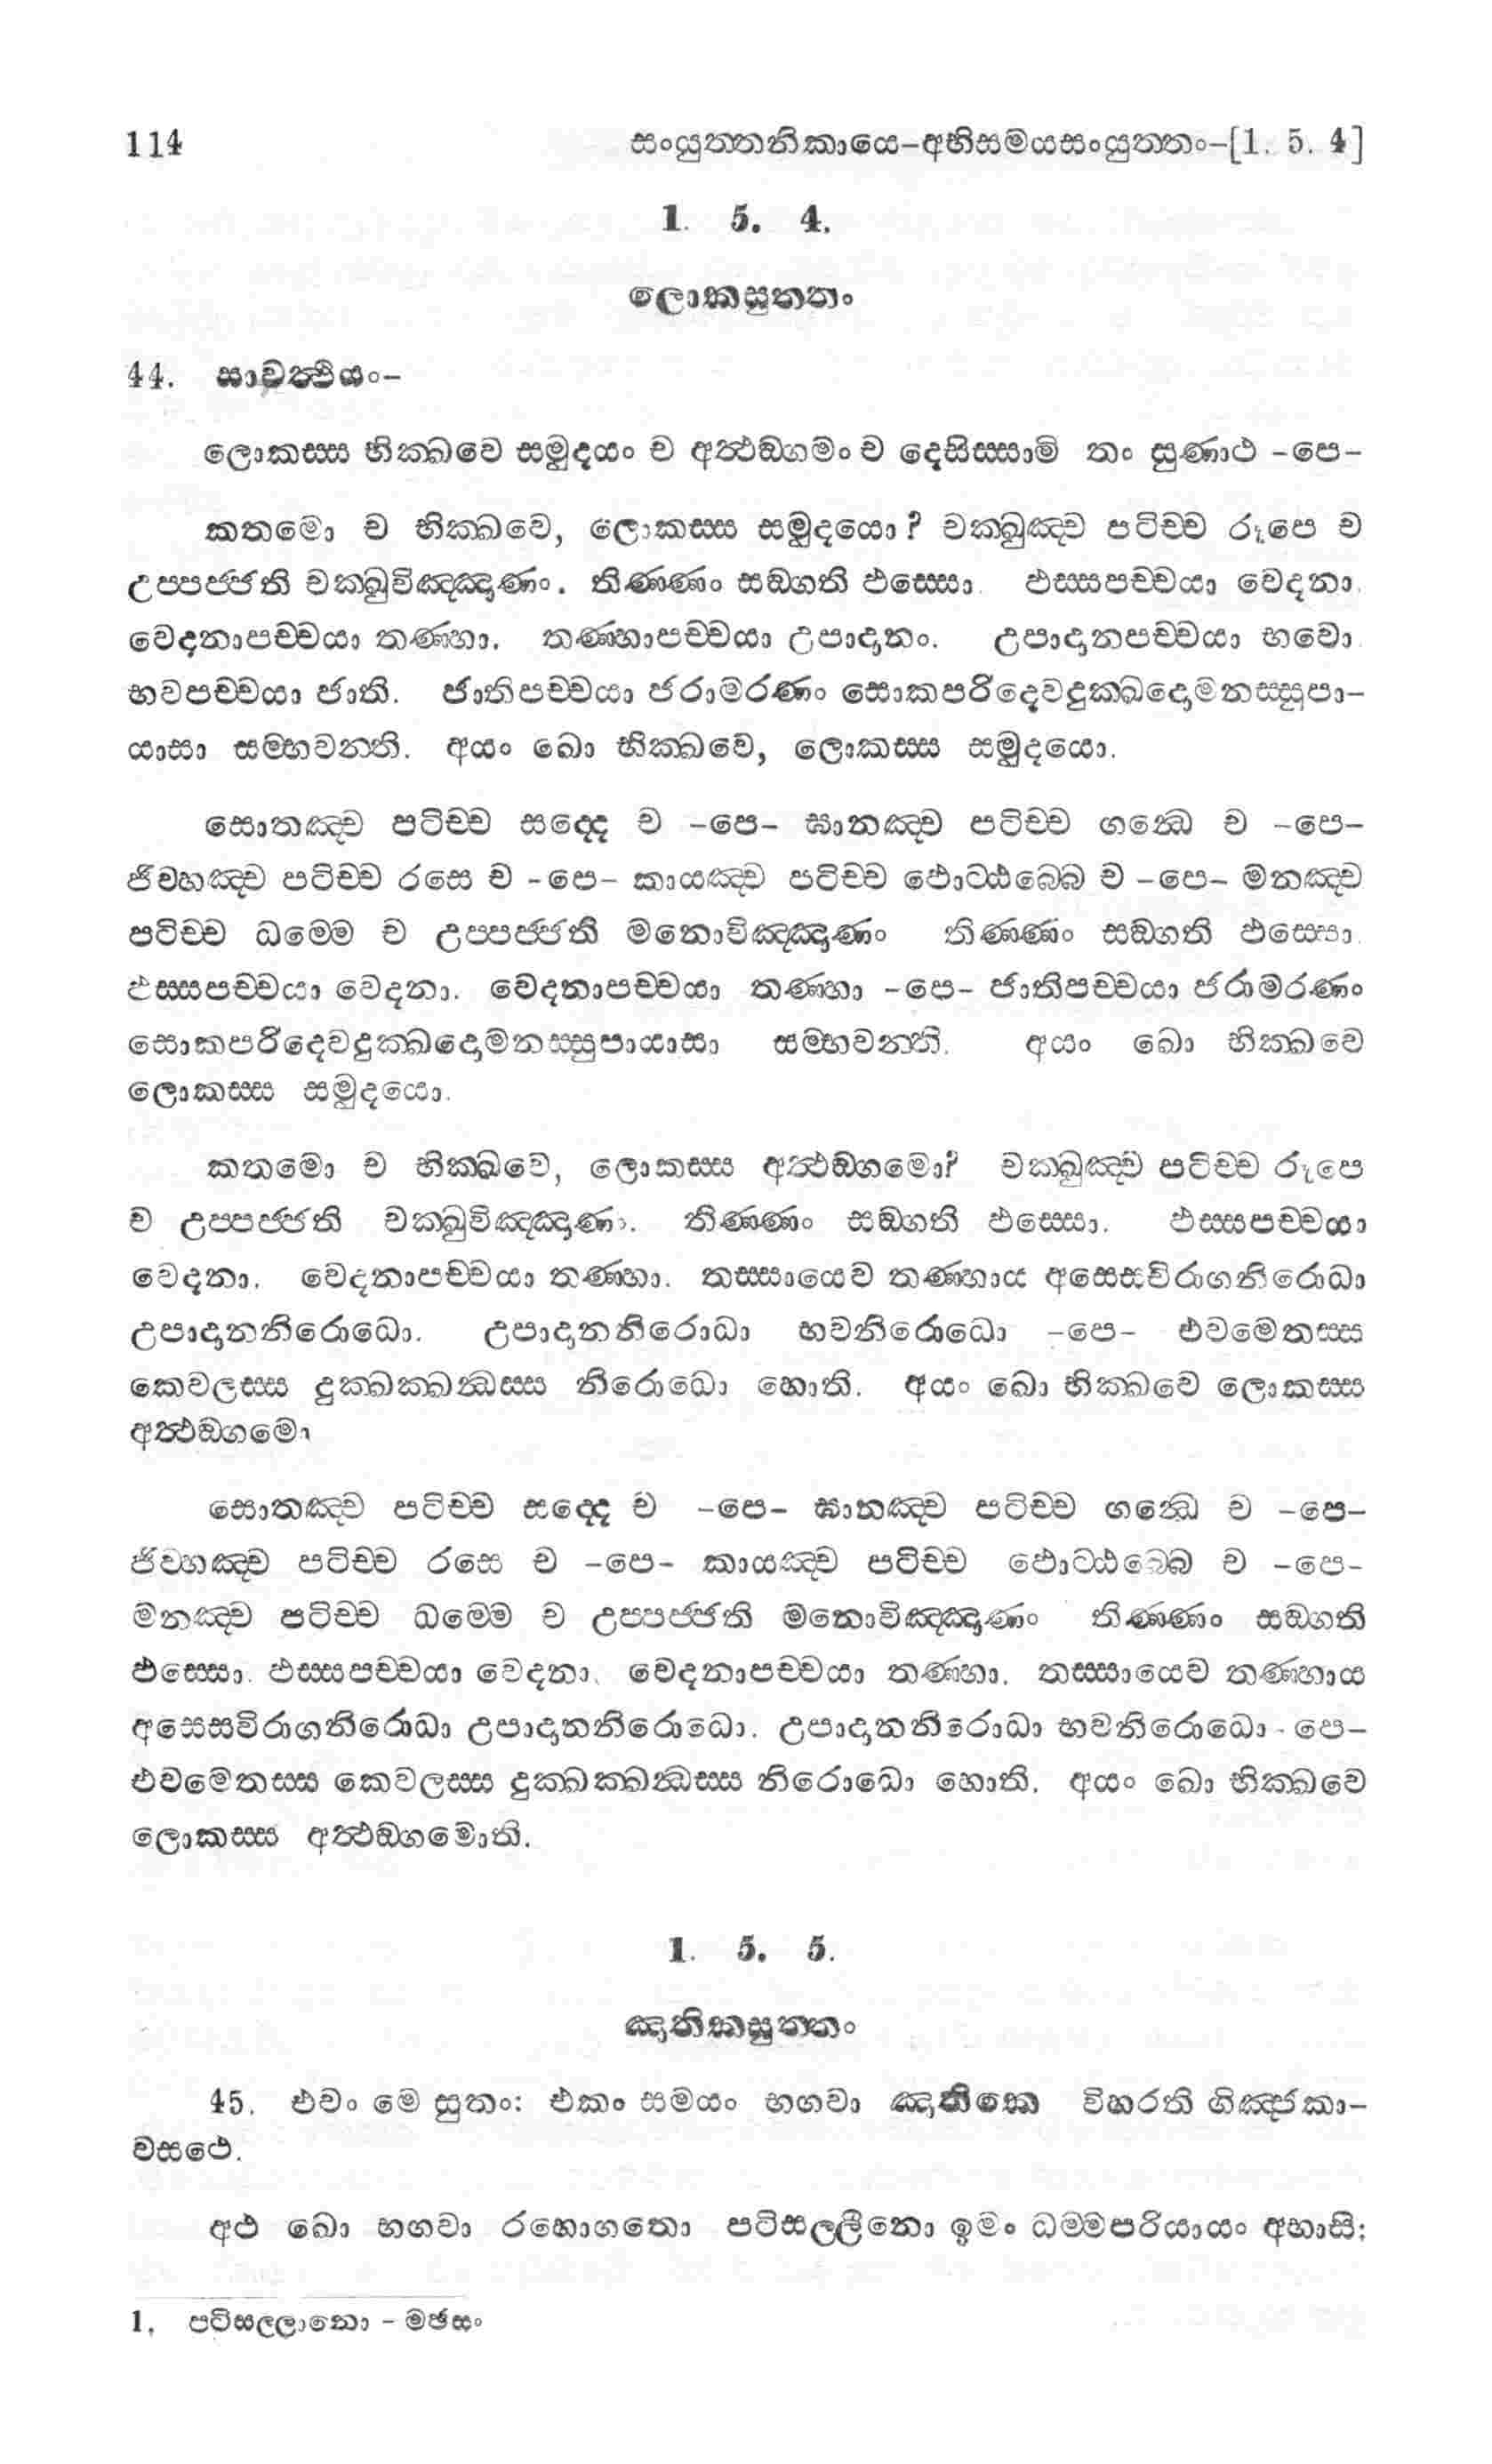 114 සංයුත්තනිකායෙ–අභිසමයසංයුත්තං–[1. 5. 4]
1. 5. 4.
ලොකසුත්තං
44. සාවත්ථියං–
ලොකස්ස භික්ඛවෙ සමුදයං ච අත්ථඞ්ගමං ච දෙසිස්සාමි තං සුණාථ –පෙ–
කතමො ච භික්ඛවෙ, ලොකස්ස සමුදයො? චක්ඛුඤ්ච පටිච්ච රූපෙ ච
උප්පජ්ජති චක්ඛුවිඤ්ඤාණං. තිණ්ණං සඞ්ගති ඵස්සො. ඵස්සපච්චයා වෙදනා.
වෙදනාපච්චයා තණ්හා. තණ්හාපච්චයා උපාදානං. උපාදානපච්චයා භවො.
භවපච්චයා ජාති. ජාතිපච්චයා ජරාමරණං සොකපරිදෙවදුක්ඛදොමනස්සුපා–
යාසා සම්භවන්ති. අයං ඛො භික්ඛවෙ, ලොකස්ස සමුදයො.
සොතඤ්ච පටිච්ච සද්දෙ ච –පෙ– ඝානඤ්ච පටිච්ච ගන්ධෙ ච –පෙ–
ජිව්හඤ්ච පටිච්ච රසෙ ච –පෙ– කායඤ්ච පටිච්ච ඵොට්ඨබ්බෙ ච –පෙ– මනඤ්ච
පටිච්ච ධම්මෙ ච උප්පජ්ජති මනොවිඤ්ඤාණං තිණ්ණං සඞ්ගති ඵස්සො.
ඵස්සපච්චයා වෙදනා. වෙදනාපච්චයා තණ්හා –පෙ– ජාතිපච්චයා ජරාමරණං
සොකපරිදෙවදුක්ඛදොමනස්සුපායාසා සම්භවන්ති. අයං ඛො භික්ඛවෙ
ලොකස්ස සමුදයො.
කතමො ච භික්ඛවෙ, ලොකස්ස අත්ථඞ්ගමො? චක්ඛුඤ්ච පටිච්ච රූපෙ
ච උප්පජ්ජති චක්ඛුවිඤ්ඤාණං. තිණ්ණං සඞ්ගති ඵස්සො. ඵස්සපච්චයා
වෙදනා. වෙදනාපච්චයා තණ්හා. තස්සායෙව තණ්හාය අසෙසවිරාගනිරොධා
උපාදානනිරොධො. උපාදානනිරොධා භවනිරොධො –පෙ– එවමෙතස්ස
කෙවලස්ස දුක්ඛක්ඛන්ධස්ස නිරොධො හොති. අයං ඛො භික්ඛවෙ ලොකස්ස
අත්ථඞ්ගමො
සොතඤ්ච පටිච්ච සද්දෙ ච –පෙ– ඝානඤ්ච පටිච්ච ගන්ධෙ ච –පෙ–
ජිව්හඤ්ච පටිච්ච රසෙ ච –පෙ– කායඤ්ච පටිච්ච ඵොට්ඨබ්බෙ ච –පෙ–
මනඤ්ච පටිච්ච ධම්මෙ ච උප්පජ්ජති මනොවිඤ්ඤාණං තිණ්ණං සඞ්ගති
ඵස්සො. ඵස්සපච්චයා වෙදනා. වෙදනාපච්චයා තණ්හා. තස්සායෙව තණ්හාය
අසෙසවිරාගනිරොධා උපාදානනිරොධො. උපාදානනිරොධා භවනිරොධො - පෙ–
එවමෙතස්ස කෙවලස්ස දුක්ඛක්ඛන්ධස්ස නිරොධො හොති. අයං ඛො භික්ඛවෙ
ලොකස්ස අත්ථඞ්ගමොති.
1. 5. 5.
ඤාතිකසුත්තං
45. එවං මෙ සුතං: එකං සමයං භගවා ඤාතිකෙ විහරති ගිඤ්ජකා–
වසථෙ.
අථ ඛො භගවා රහොගතො පටිසල්ලීනො ඉමං ධම්මපරියායං අභාසි:
1. පටිසල්ලානො – මඡසං